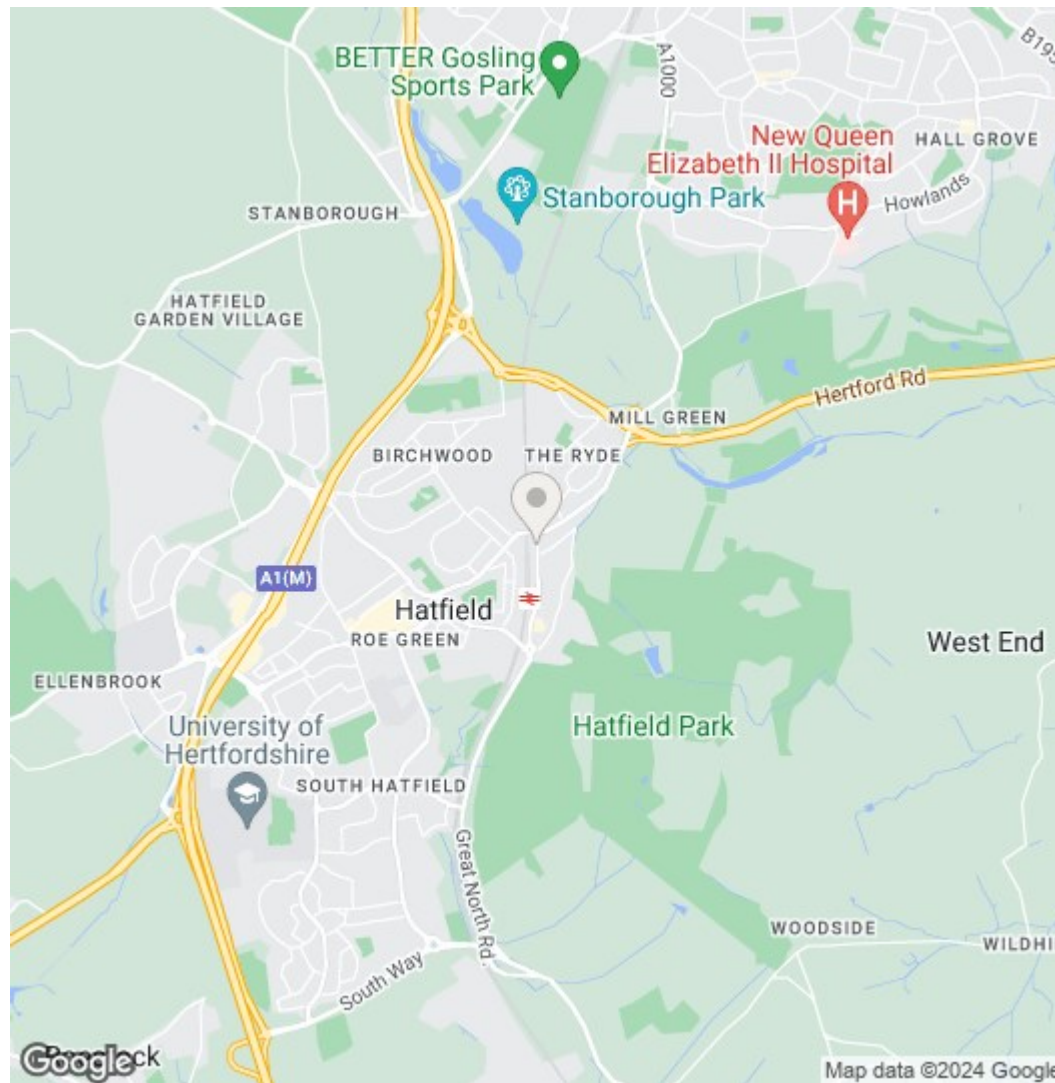 BETTER Gosling
Sports Park
A1000
New Queen
Elizabeth II Hospital
HALL GROVE
H
Howlands
Stanborough Park
STANBOROUGH
HATFIELD
GARDEN VILLAGE
Hertford Rd
MILL GREEN
BIRCHWOOD
THE RYDE
A1(M)
Hatfield
ROE GREEN
West End
ELLENBROOK
University of
Hertfordshire
Hatfield Park
SOUTH HATFIELD
Great North Rd.
WOODSIDE
WILDHI
South Way
Google
Map data ©2024 Google